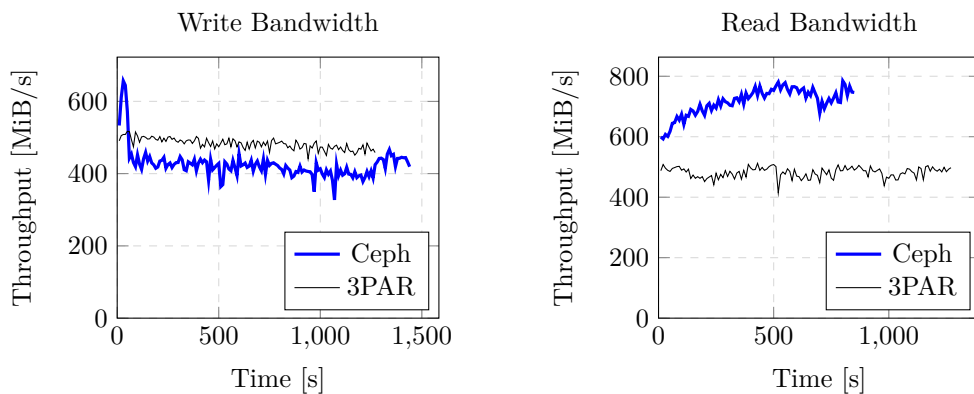 Write Bandwidth
Throughput [MiB/s]
600
400
200
0
0
500
1,000
1,500
Time [s]
Ceph
3PAR
Read Bandwidth
Throughput [MiB/s]
800
600
400
200
0
0
500
1,000
Time [s]
Ceph
3PAR